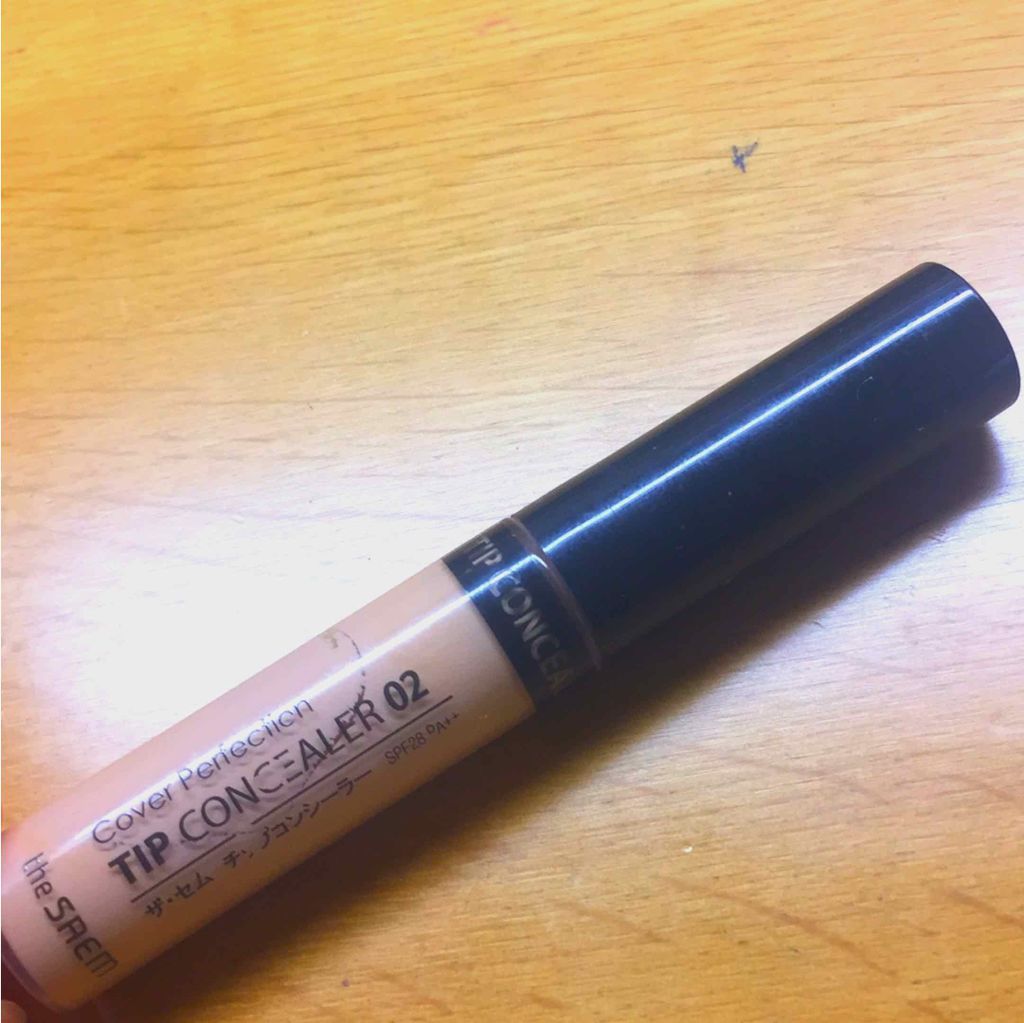 Cover Perfection
TIP CONCEALER 02
ザ・セム チップコンシーラー SPF28 PA++
the SAEM
TIP CONCEA